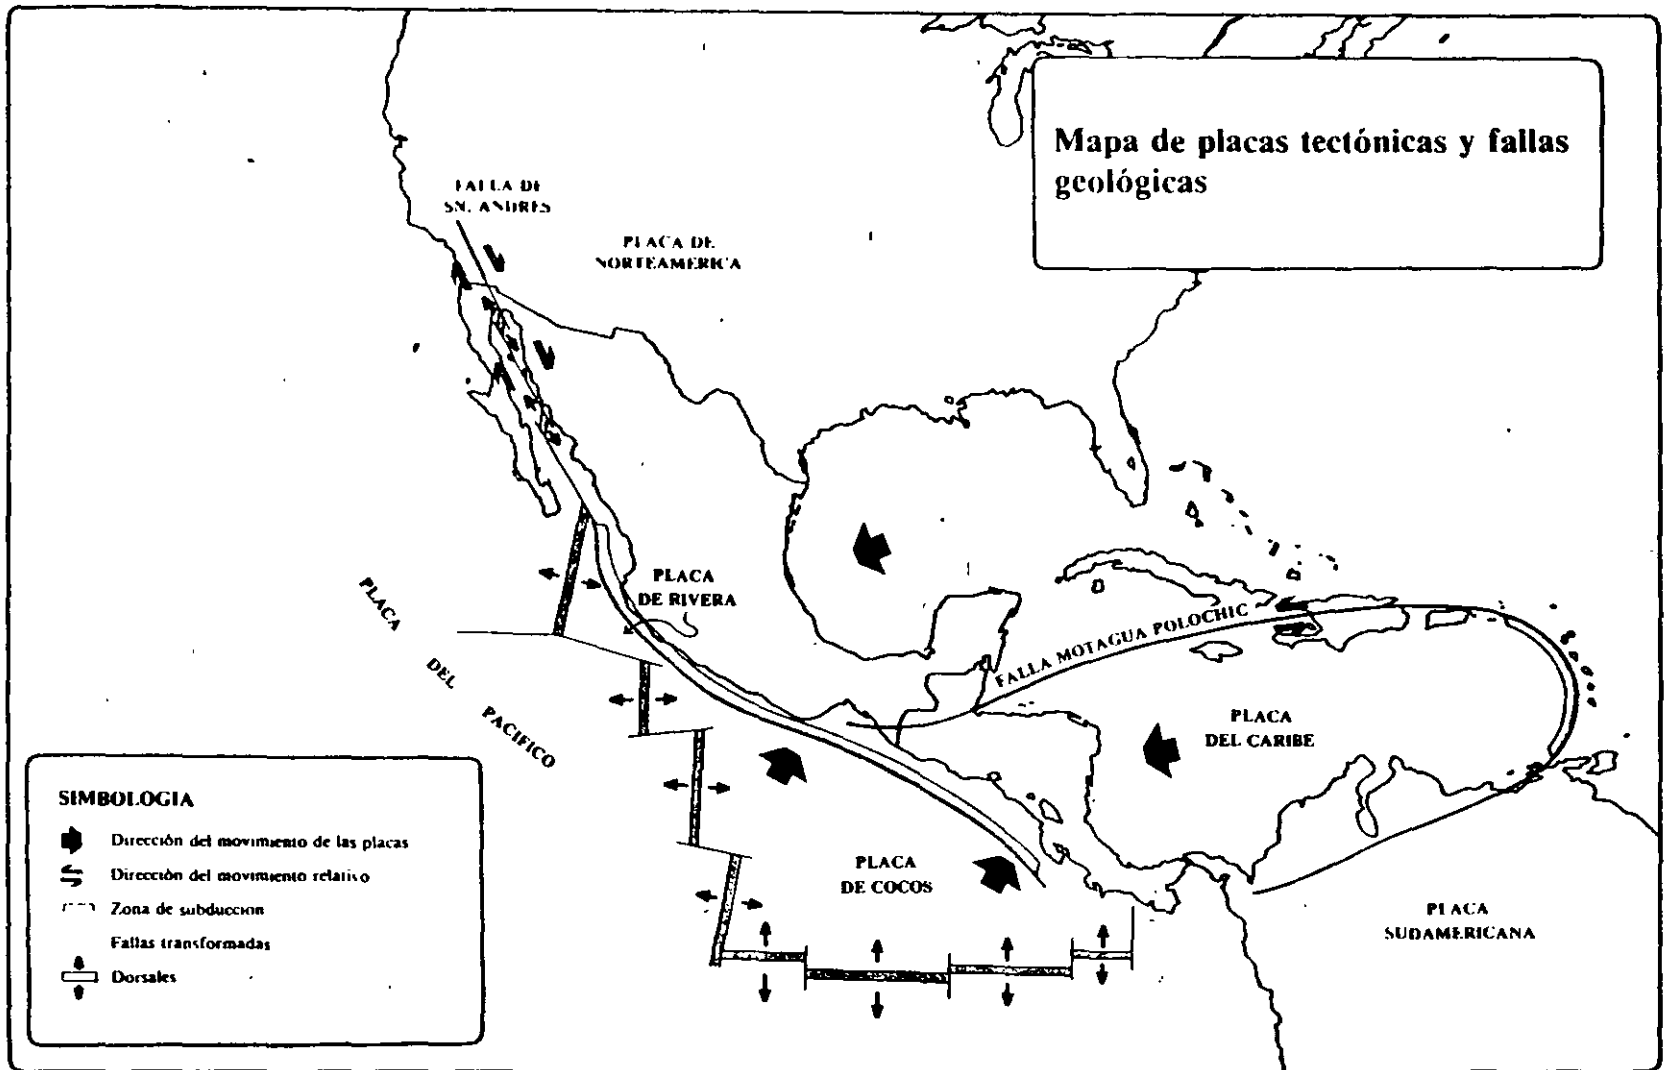 Mapa de placas tectónicas y fallas
geológicas
FALLA DE
SN. ANDRES
PLACA DE
NORTEAMERICA
PLACA
DE RIVERA
PLACA
DEL
PACIFICO
FALLA MOTAGUA POLOCHIC
PLACA
DEL CARIBE
PLACA
DE COCOS
PLACA
SUDAMERICANA
SIMBOLOGIA
Dirección del movimiento de las placas
Dirección del movimiento relativo
Zona de subduccion
Fallas transformadas
Dorsales